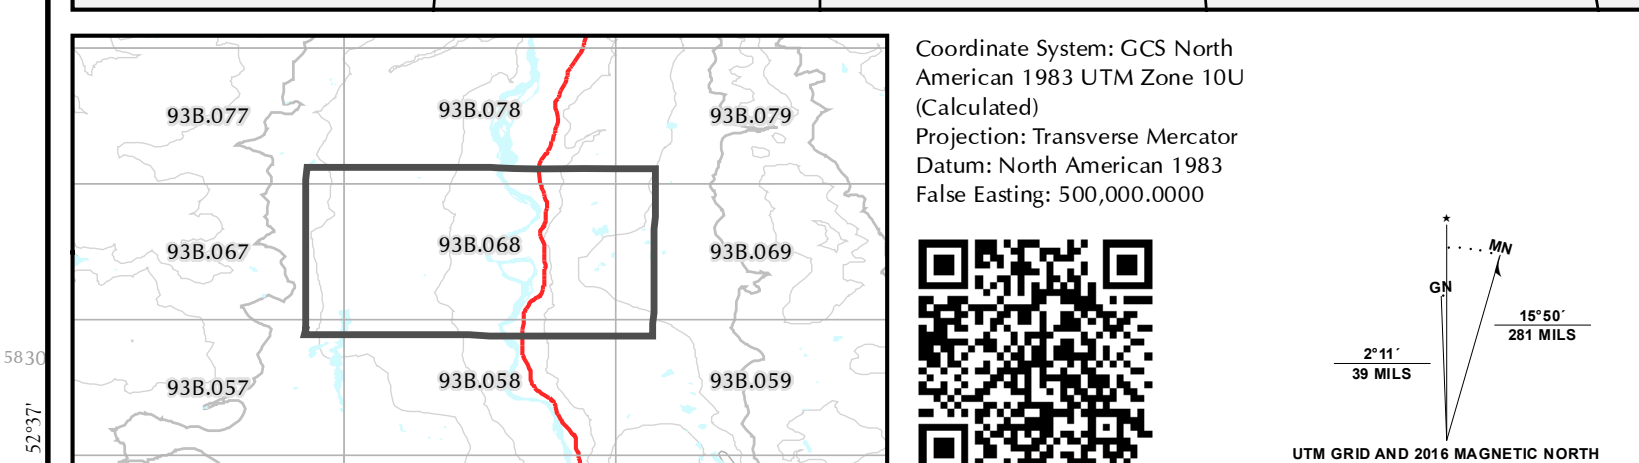 93B.077
93B.078
93B.079
93B.067
93B.068
93B.069
93B.057
93B.058
93B.059
5830
52°37'
Coordinate System: GCS North
American 1983 UTM Zone 10U
(Calculated)
Projection: Transverse Mercator
Datum: North American 1983
False Easting: 500,000.0000
MN
GN
15°50´
281 MILS
2°11´
39 MILS
UTM GRID AND 2016 MAGNETIC NORTH